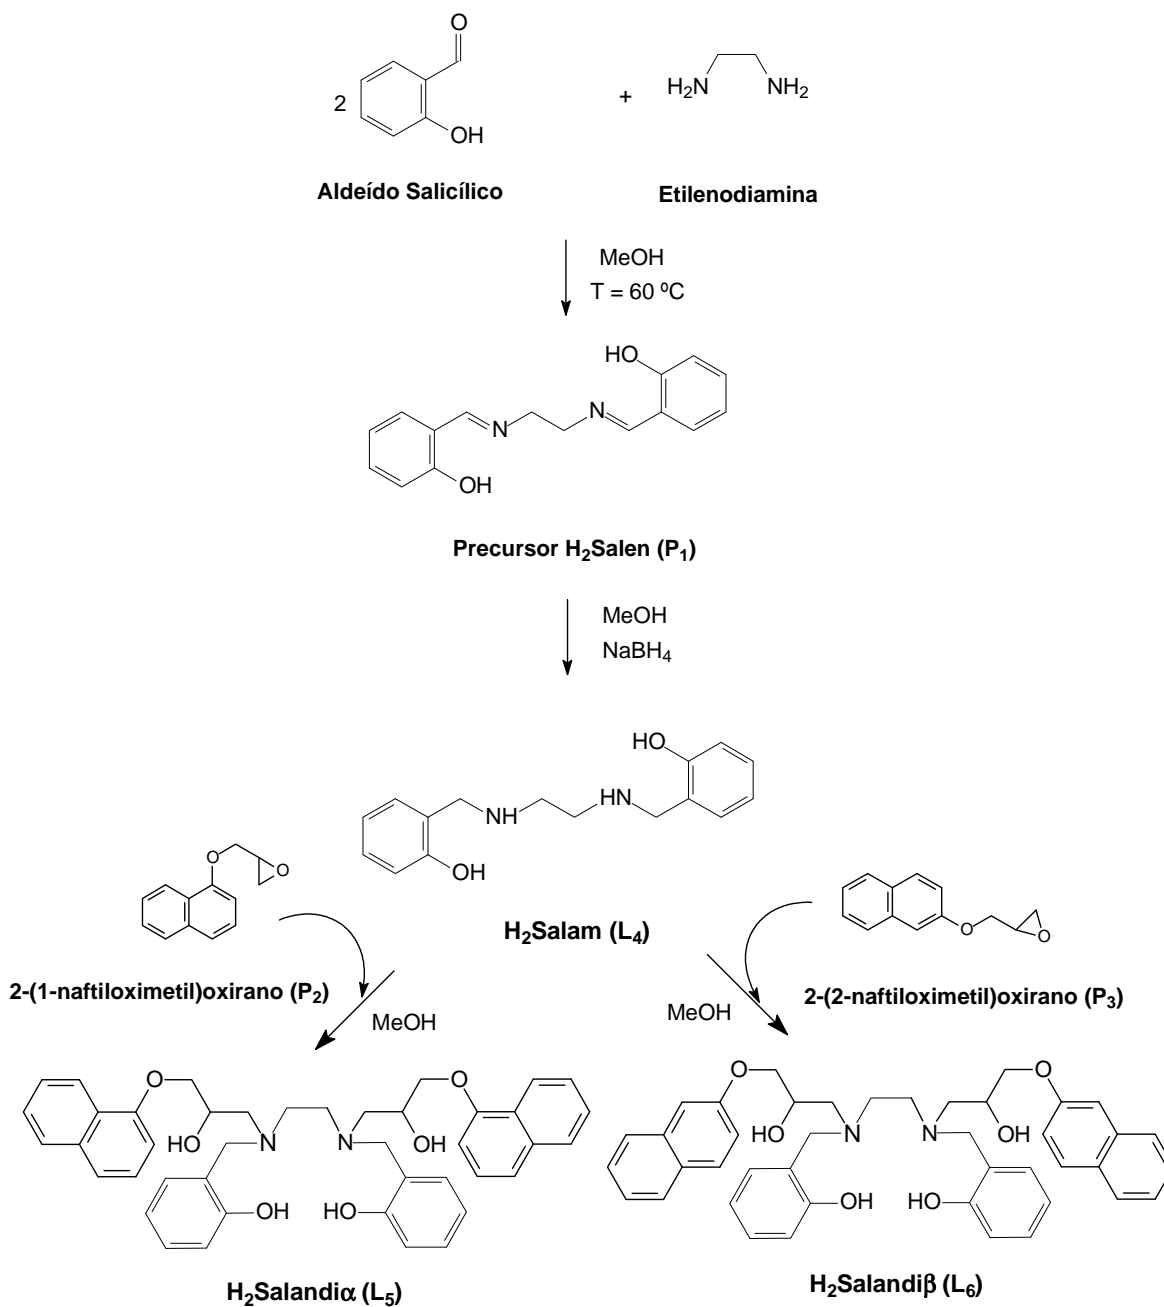 O
2
OH
+
H₂N
NH₂
Aldeído Salicílico
Etilenodiamina
MeOH
T = 60 ºC
HO
N
N
OH
Precursor H₂Salen (P₁)
MeOH
NaBH₄
HO
HN
NH
OH
O
O
O
O
H₂Salam (L₄)
2-(1-naftiloximetil)oxirano (P₂)
2-(2-naftiloximetil)oxirano (P₃)
MeOH
MeOH
O
O
HO
N
N
OH
OH
HO
O
O
HO
N
N
OH
OH
HO
H₂Salandiα (L₅)
H₂Salandiβ (L₆)